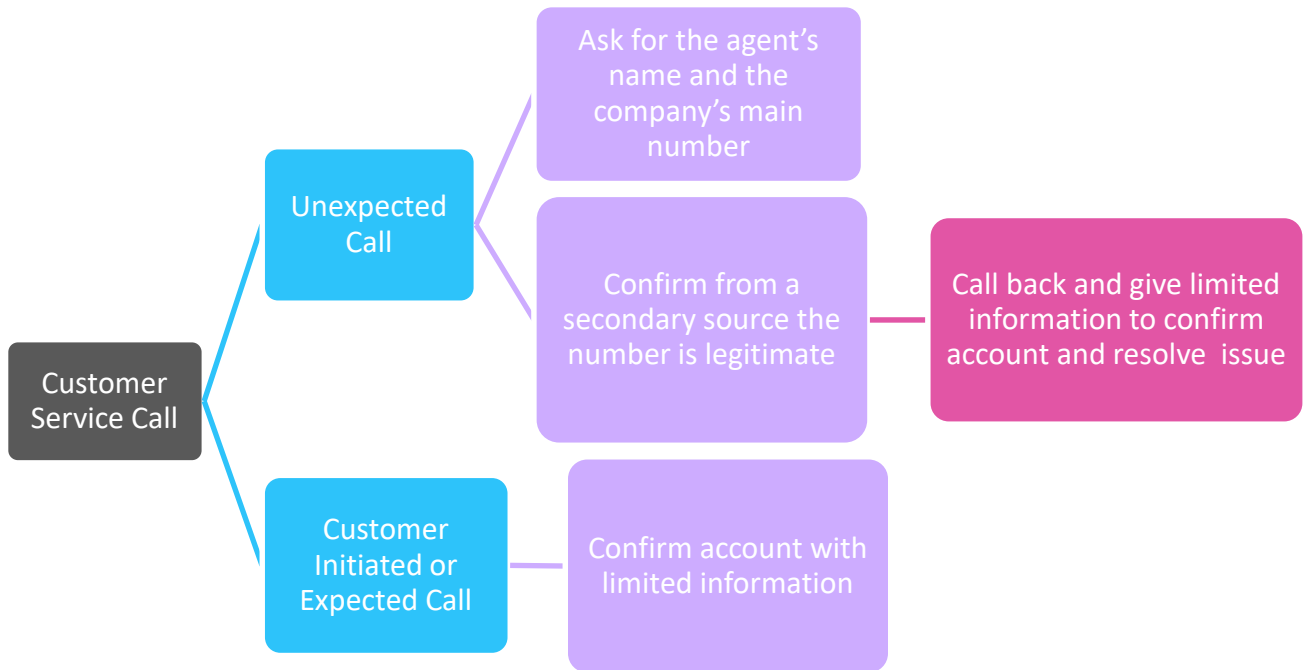 Ask for the agent’s
name and the
company’s main
number
Unexpected
Call
Confirm from a
secondary source the
number is legitimate
Call back and give limited
information to confirm
account and resolve  issue
Customer
Service Call
Customer
Initiated or
Expected Call
Confirm account with
limited information